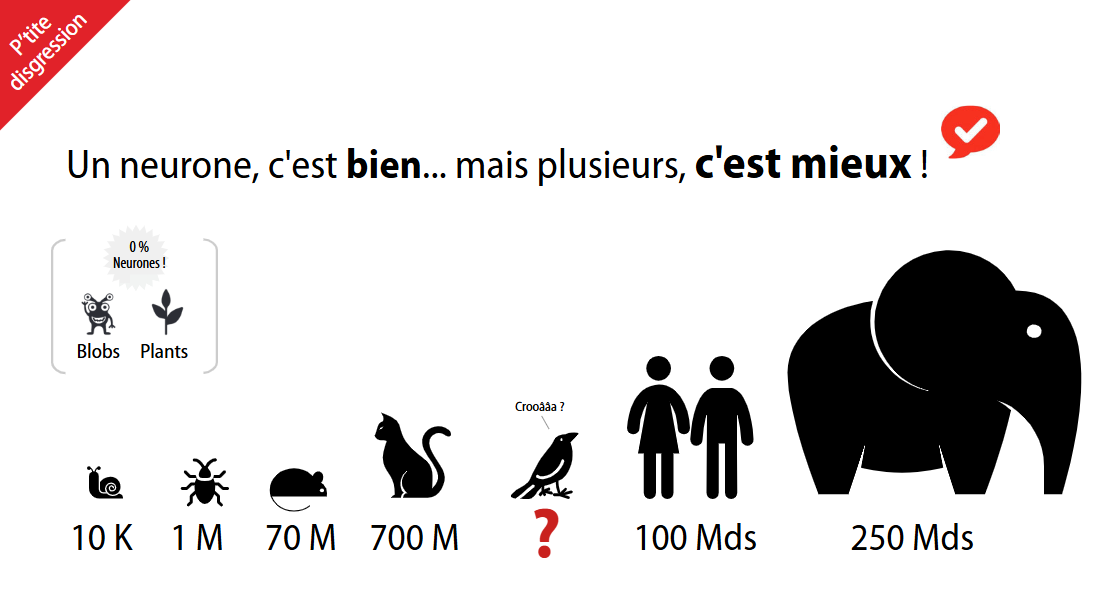 P'tite
disgression
Un neurone, c'est bien... mais plusieurs, c'est mieux !
0 %
Neurones !
Blobs Plants
Crooââa ?
?
10 K 1 M 70 M 700 M 100 Mds 250 Mds